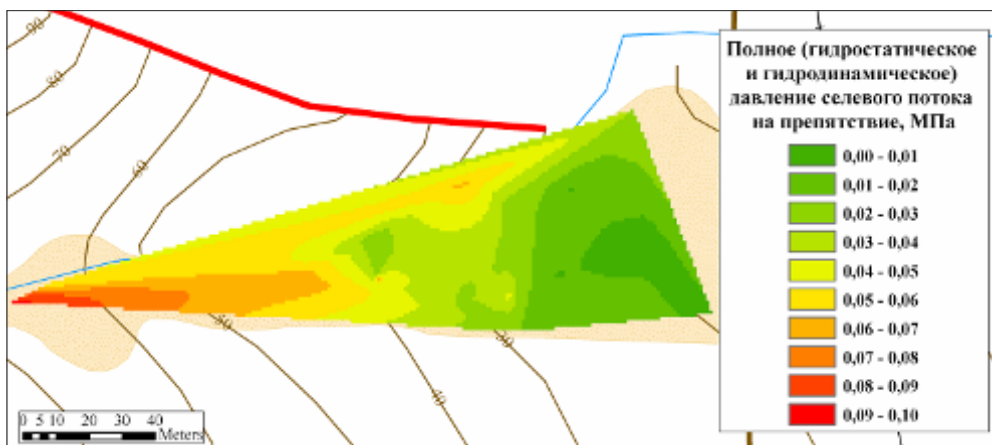 90
80
70
60
50
40
30
Полное (гидростатическое
и гидродинамическое)
давление селевого потока
на препятствие, МПа
0,00 - 0,01
0,01 - 0,02
0,02 - 0,03
0,03 - 0,04
0,04 - 0,05
0,05 - 0,06
0,06 - 0,07
0,07 - 0,08
0,08 - 0,09
0,09 - 0,10
0 5 10 20 30 40
Meters